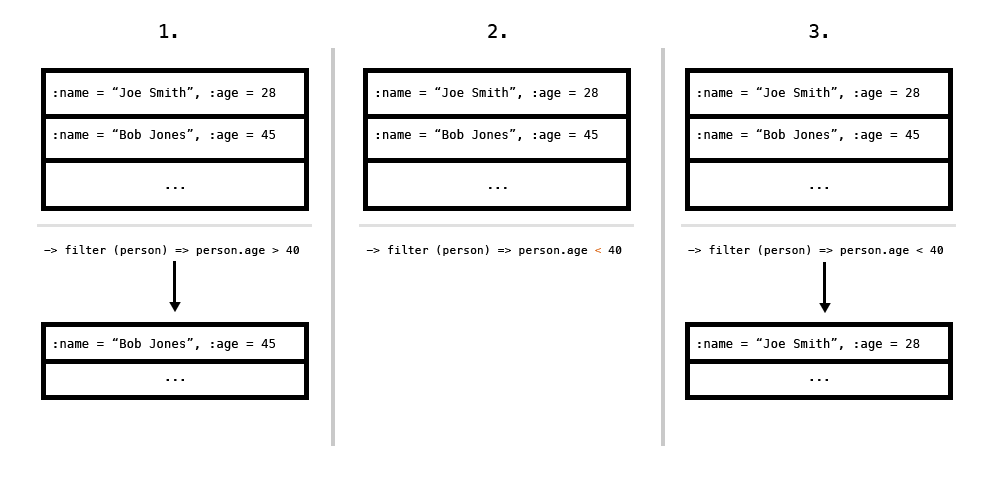 1.
:name = “Joe Smith”, :age = 28
:name = “Bob Jones”, :age = 45
...
—> filter (person) => person.age > 40
:name = “Bob Jones”, :age = 45
...
2.
:name = “Joe Smith”, :age = 28
:name = “Bob Jones”, :age = 45
...
—> filter (person) => person.age < 40
3.
:name = “Joe Smith”, :age = 28
:name = “Bob Jones”, :age = 45
...
—> filter (person) => person.age < 40
:name = “Joe Smith”, :age = 28
...